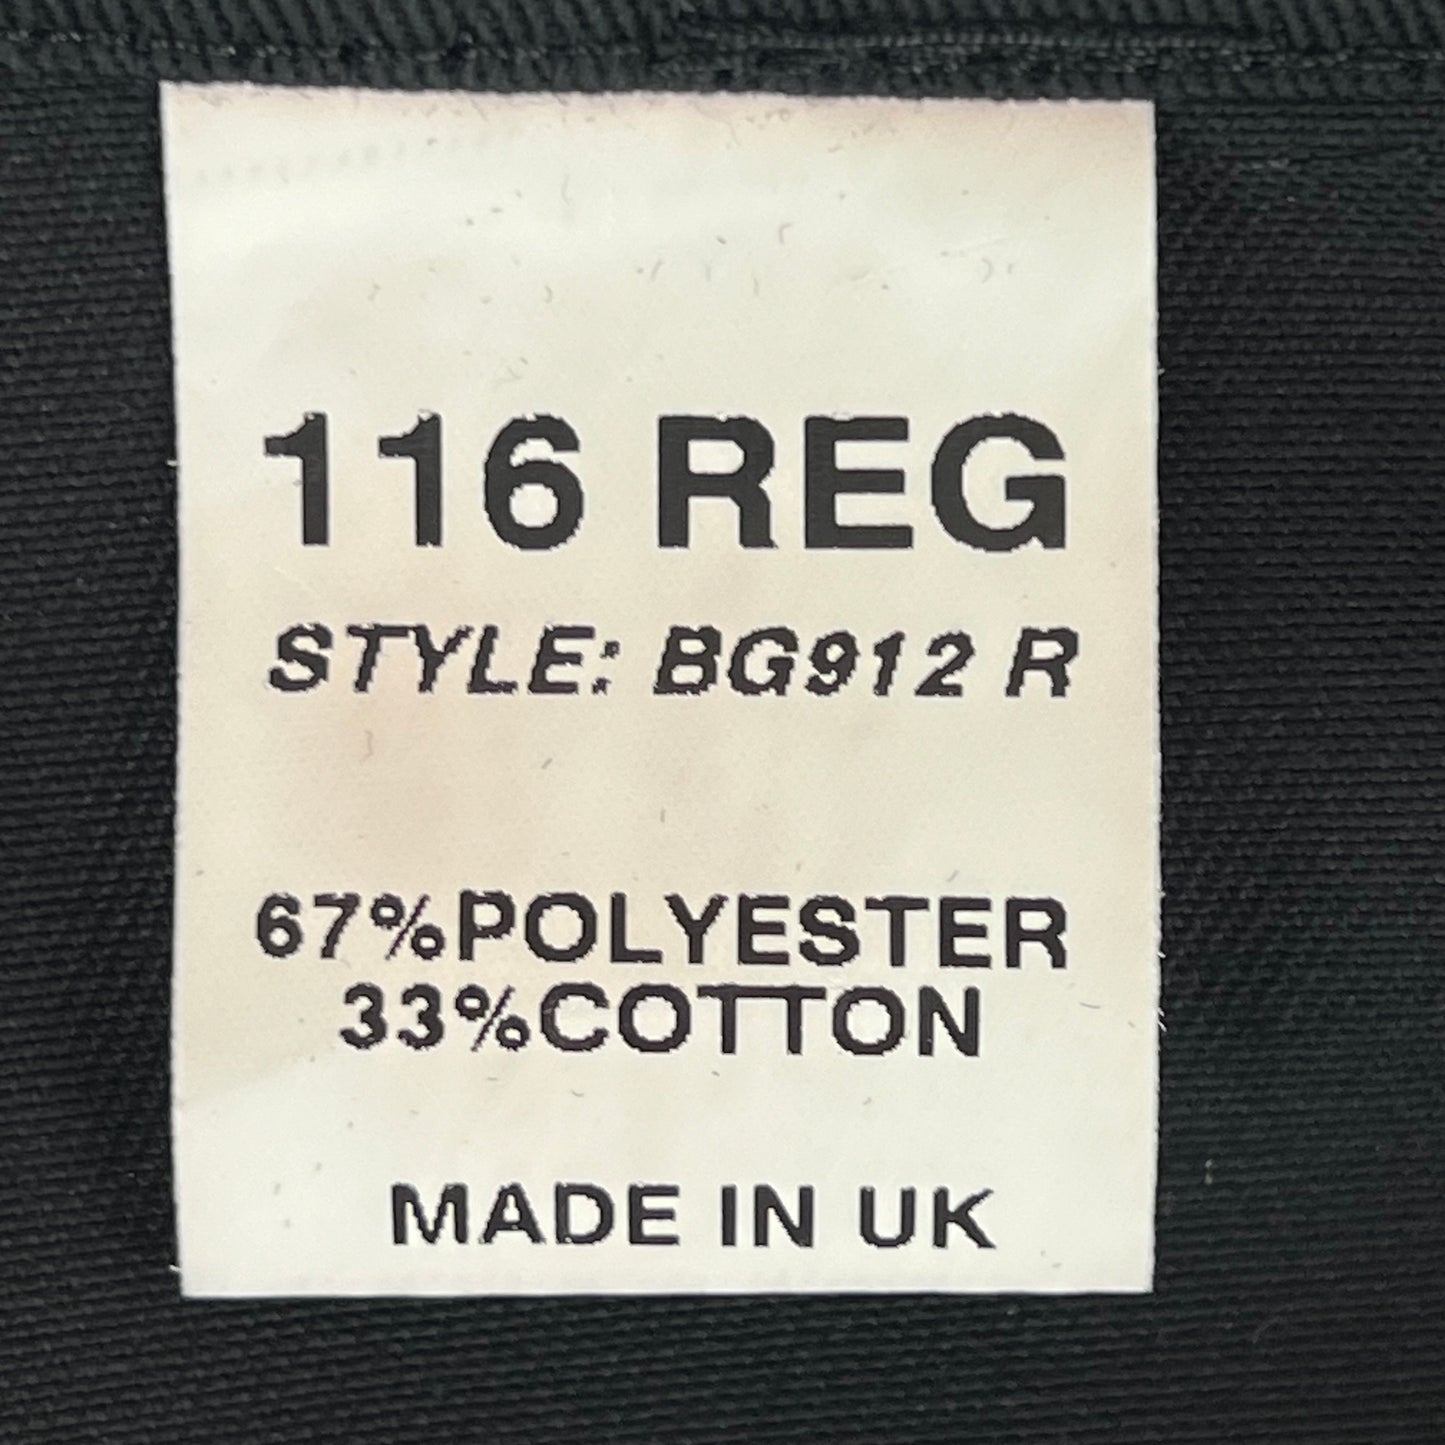 116 REG
STYLE: BG912 R
67%POLYESTER
33%COTTON
MADE IN UK